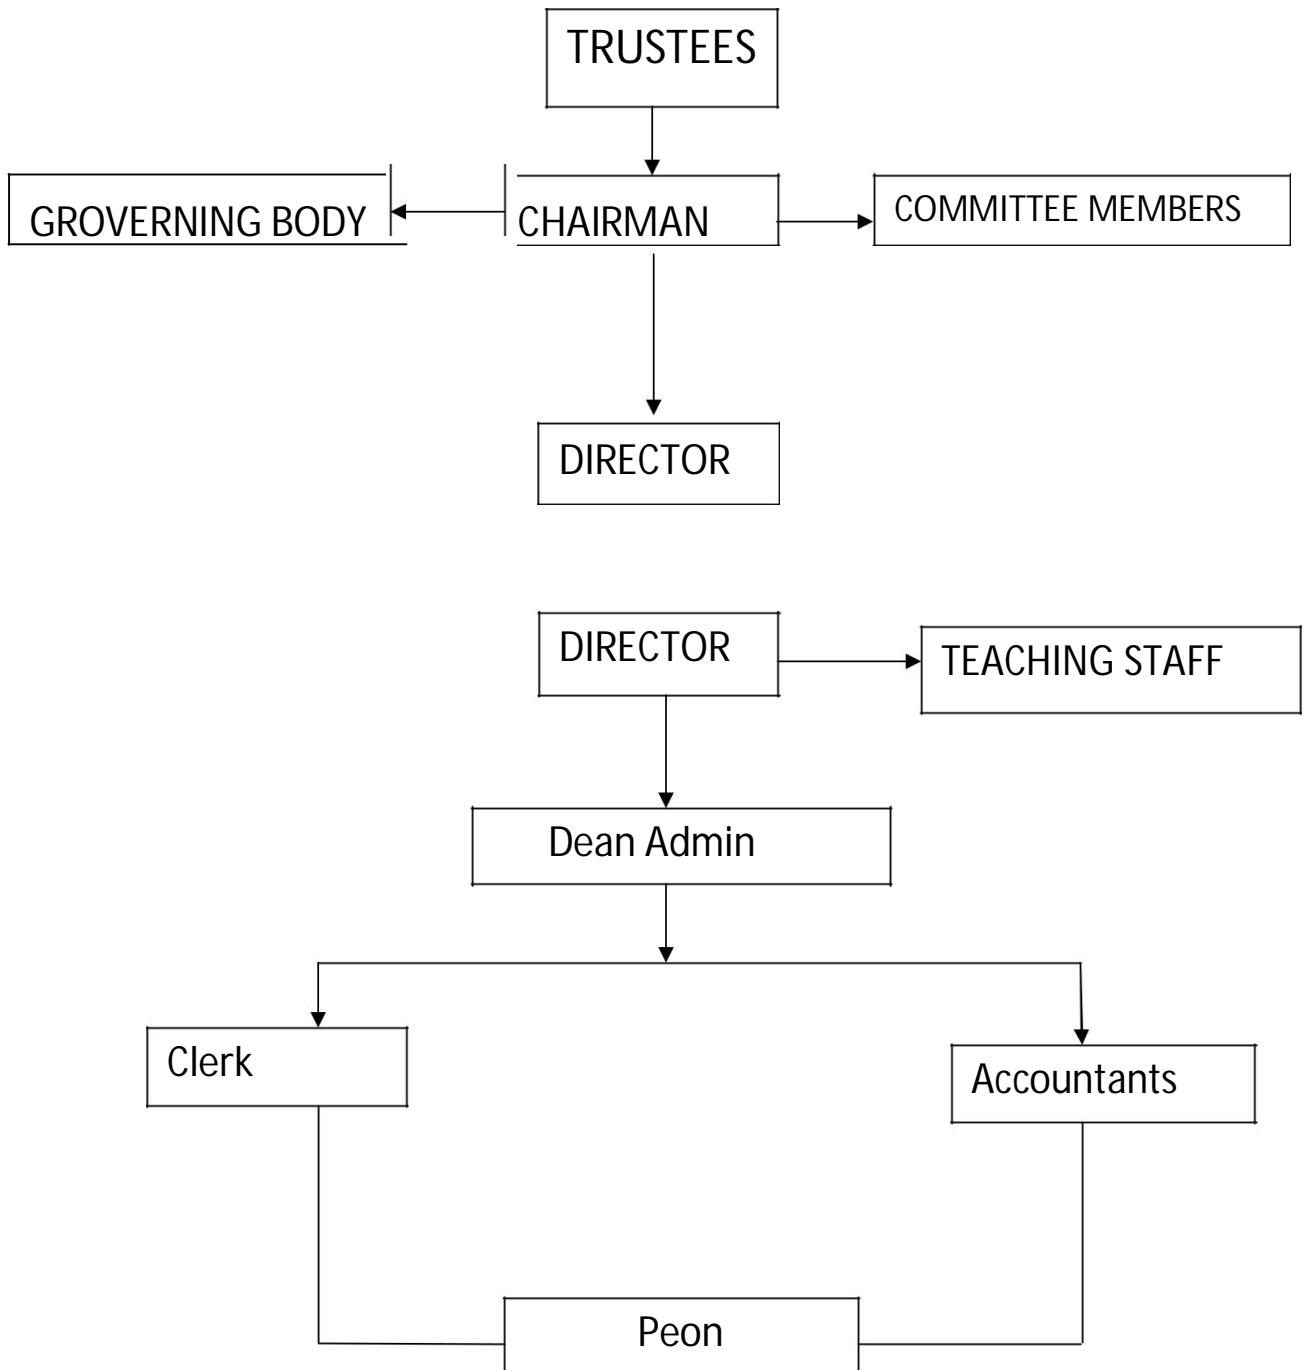 TRUSTEES
GROVERNING BODY
CHAIRMAN
COMMITTEE MEMBERS
DIRECTOR
DIRECTOR
TEACHING STAFF
Dean Admin
Clerk
Accountants
Peon